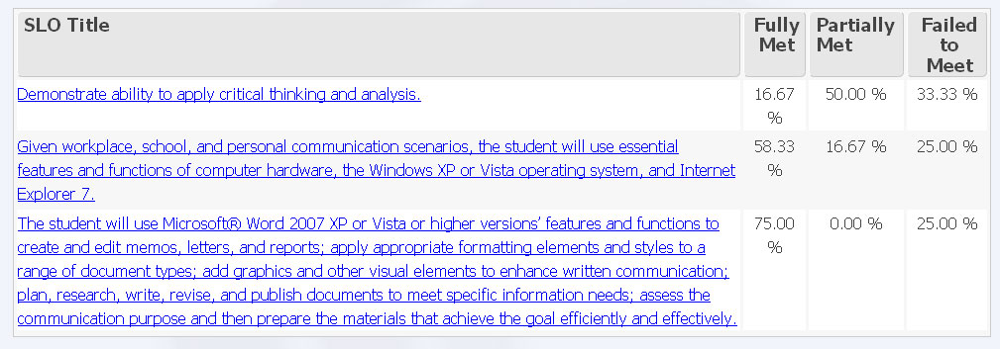 SLO Title Fully Met Partially Met Failed to Meet
Demonstrate ability to apply critical thinking and analysis. 16.67 % 50.00 % 33.33 %
Given workplace, school, and personal communication scenarios, the student will use essential 58.33 % 16.67 % 25.00 %
features and functions of computer hardware, the Windows XP or Vista operating system, and Internet
Explorer 7.
The student will use Microsoft® Word 2007 XP or Vista or higher versions’ features and functions to 75.00 % 0.00 % 25.00 %
create and edit memos, letters, and reports; apply appropriate formatting elements and styles to a
range of document types; add graphics and other visual elements to enhance written communication;
plan, research, write, revise, and publish documents to meet specific information needs; assess the
communication purpose and then prepare the materials that achieve the goal efficiently and effectively.